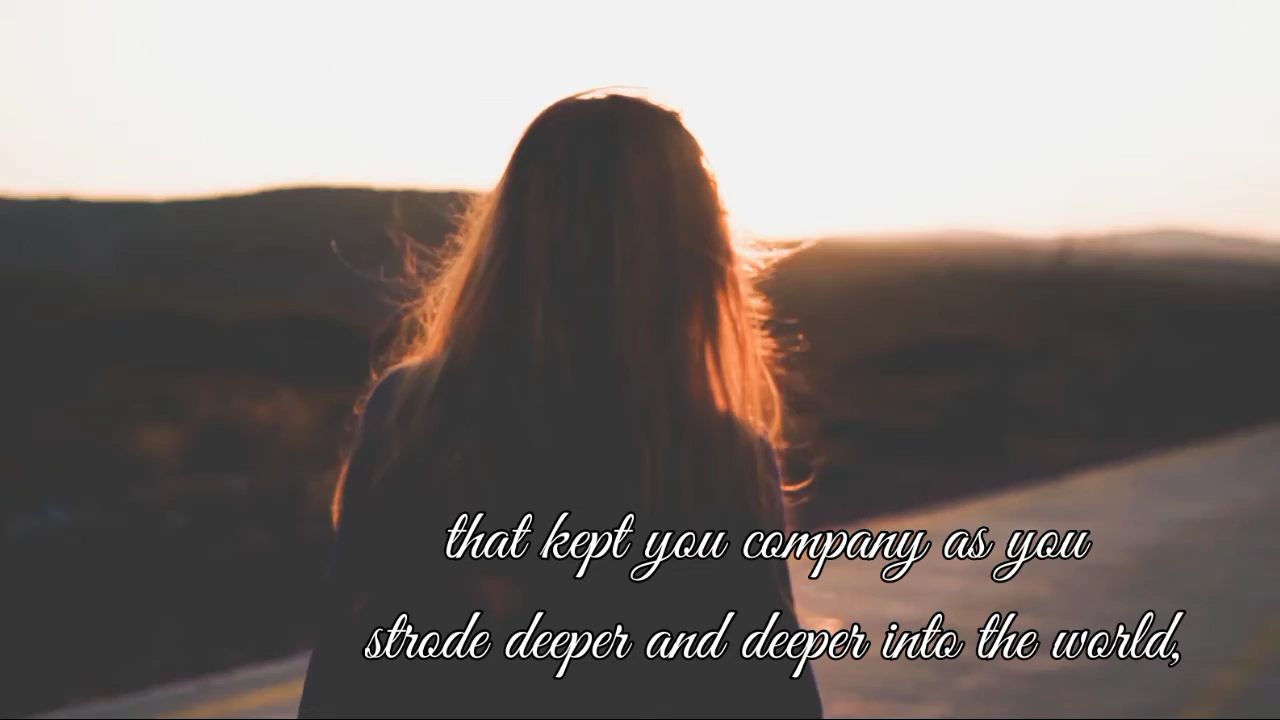 that kept you company as you
strode deeper and deeper into the world,